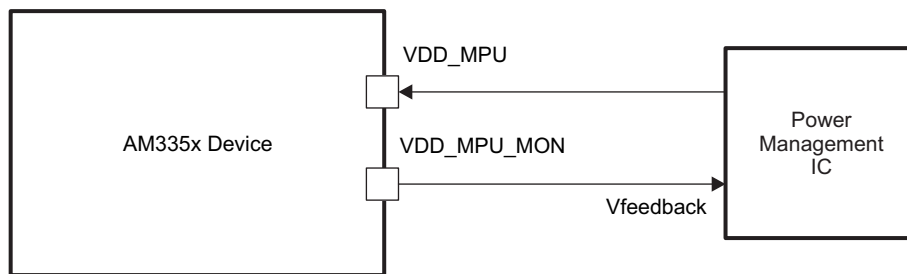 VDD_MPU
AM335x Device
VDD_MPU_MON
Vfeedback
Power
Management
IC